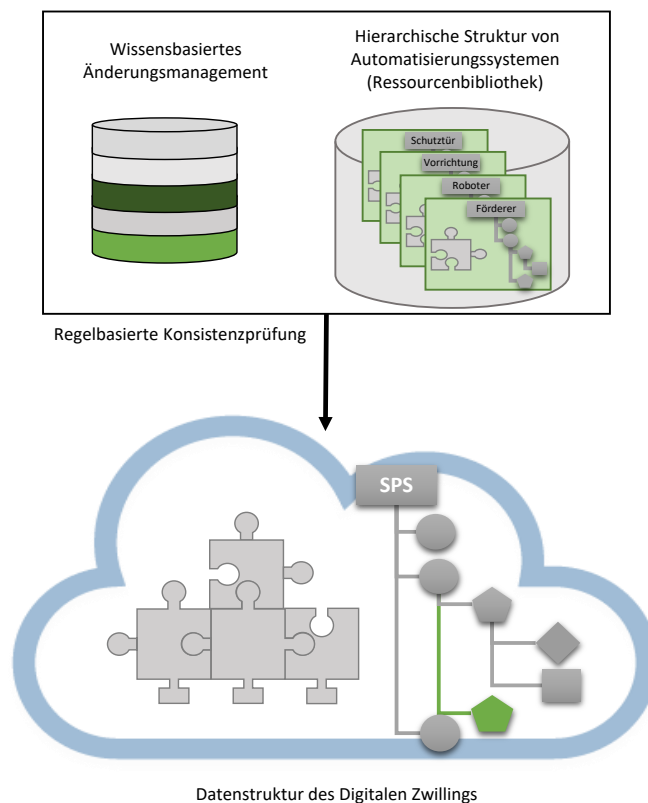 Wissensbasiertes
Änderungsmanagement
Hierarchische Struktur von
Automatisierungssystemen
(Ressourcenbibliothek)
Schutztür
Vorrichtung
Roboter
Förderer
Regelbasierte Konsistenzprüfung
SPS
Datenstruktur des Digitalen Zwillings